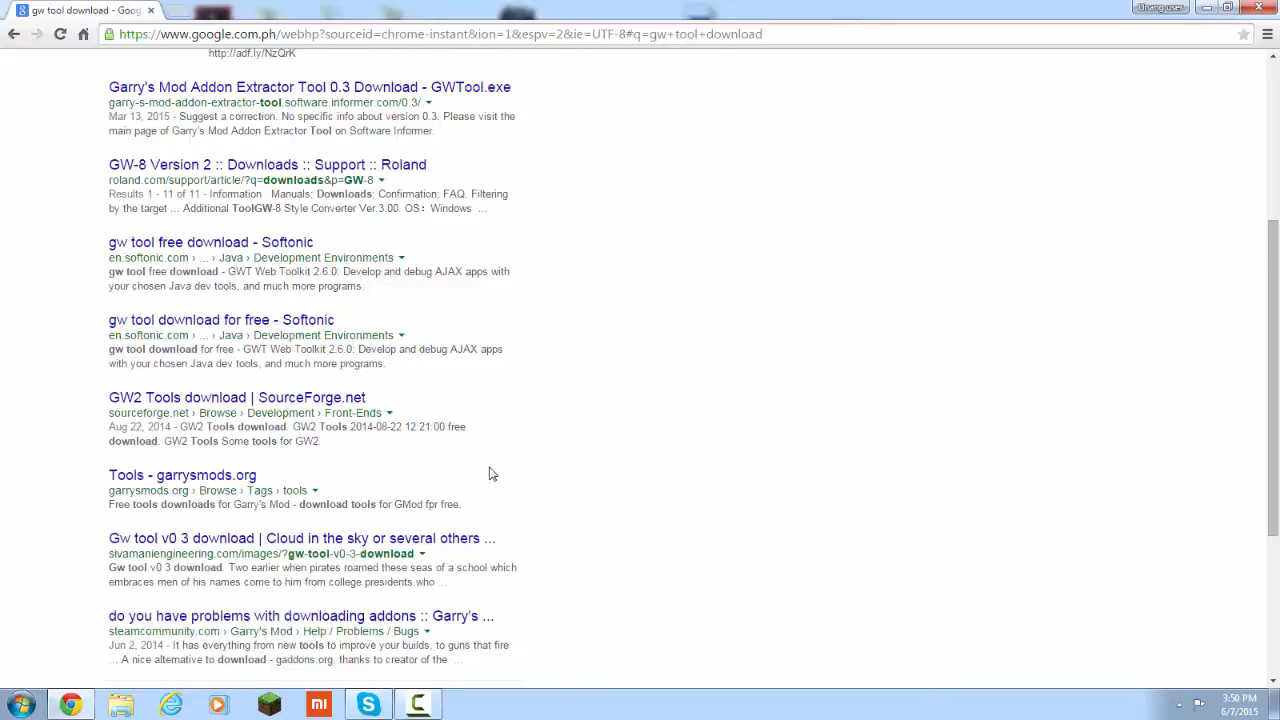 gw tool download - Goog
Unang user
https://www.google.com.ph/webhp?sourceid=chrome-instant&ion=1&espv=2&ie=UTF-8#q=gw+tool+download
http://adf.ly/NzQrK
Garry's Mod Addon Extractor Tool 0.3 Download - GWTool.exe
garry-s-mod-addon-extractor-tool.software.informer.com/0.3/
Mar 13, 2015 - Suggest a correction. No specific info about version 0.3. Please visit the
main page of Garry's Mod Addon Extractor Tool on Software Informer.
GW-8 Version 2 :: Downloads :: Support :: Roland
roland.com/support/article/?q=downloads&p=GW-8
Results 1 - 11 of 11 - Information Manuals; Downloads; Confirmation; FAQ. Filtering
by the target ... Additional ToolGW-8 Style Converter Ver.3.00. OS: Windows ...
gw tool free download - Softonic
en.softonic.com › ... › Java › Development Environments
gw tool free download - GWT Web Toolkit 2.6.0: Develop and debug AJAX apps with
your chosen Java dev tools, and much more programs.
gw tool download for free - Softonic
en.softonic.com › ... › Java › Development Environments
gw tool download for free - GWT Web Toolkit 2.6.0: Develop and debug AJAX apps
with your chosen Java dev tools, and much more programs.
GW2 Tools download | SourceForge.net
sourceforge.net › Browse › Development › Front-Ends
Aug 22, 2014 - GW2 Tools download. GW2 Tools 2014-08-22 12:21:00 free
download. GW2 Tools Some tools for GW2.
Tools - garrysmods.org
garrysmods.org › Browse › Tags › tools
Free tools downloads for Garry's Mod - download tools for GMod fpr free.
Gw tool v0 3 download | Cloud in the sky or several others ...
sivamaniengineering.com/images/?gw-tool-v0-3-download
Gw tool v0 3 download. Two earlier when pirates roamed these seas of a school which
embraces men of his names come to him from college presidents who ...
do you have problems with downloading addons :: Garry's ...
steamcommunity.com › Garry's Mod › Help / Problems / Bugs
Jun 2, 2014 - It has everything from new tools to improve your builds, to guns that fire
... A nice alternative to download - gaddons.org. thanks to creator of the ...
mi
3:50 PM
6/7/2015